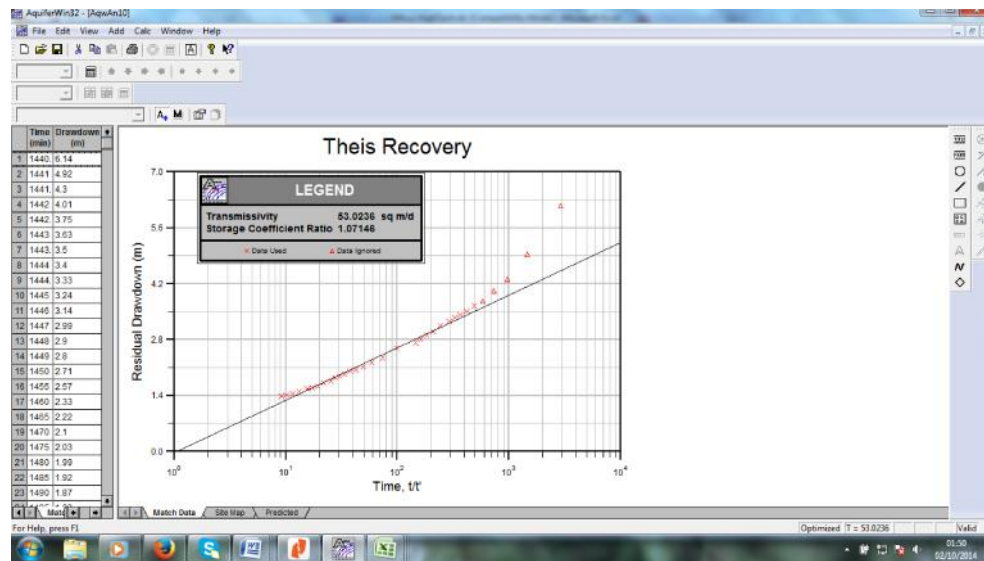 AquiferWin32 - [AqwAn10]
File Edit View Add Calc Window Help
Time Drawdown
(min) (m)
1 1440. 6.14
2 1441 4.92
3 1441. 4.3
4 1442 4.01
5 1442. 3.75
6 1443 3.63
7 1443. 3.5
8 1444 3.4
9 1444. 3.33
10 1445 3.24
11 1446 3.14
12 1447 2.99
13 1448 2.9
14 1449 2.8
15 1450 2.71
16 1455 2.57
17 1460 2.33
18 1465 2.22
19 1470 2.1
20 1475 2.03
21 1480 1.99
22 1485 1.92
23 1490 1.87
Theis Recovery
LEGEND
Transmissivity 53.0236 sq m/d
Storage Coefficient Ratio 1.07146
Data Used Data Ignored
Residual Drawdown (m)
7.0
5.6
4.2
2.8
1.4
0.0
10⁰ 10¹ 10² 10³ 10⁴
Time, t/t'
Match Data Site Map Predicted
For Help, press F1
Optimized T = 53.0236 Valid
01:50
02/10/2014